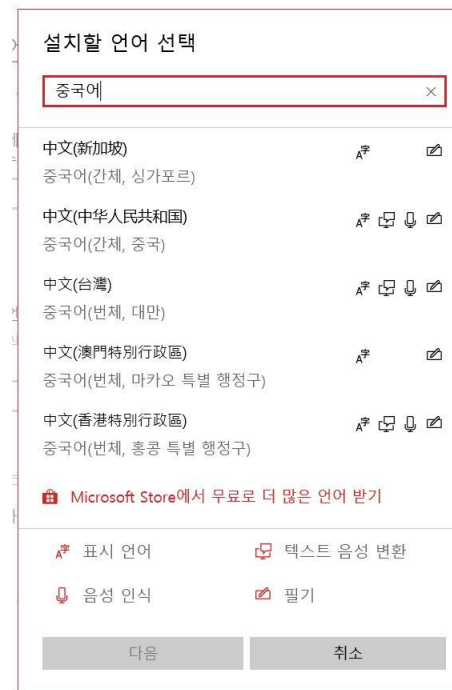 설치할 언어 선택
중국어
中文(新加坡)
중국어(간체, 싱가포르)
中文(中华人民共和国)
중국어(간체, 중국)
中文(台灣)
중국어(번체, 대만)
中文(澳門特別行政區)
중국어(번체, 마카오 특별 행정구)
中文(香港特別行政區)
중국어(번체, 홍콩 특별 행정구)
Microsoft Store에서 무료로 더 많은 언어 받기
표시 언어
텍스트 음성 변환
음성 인식
필기
다음
취소